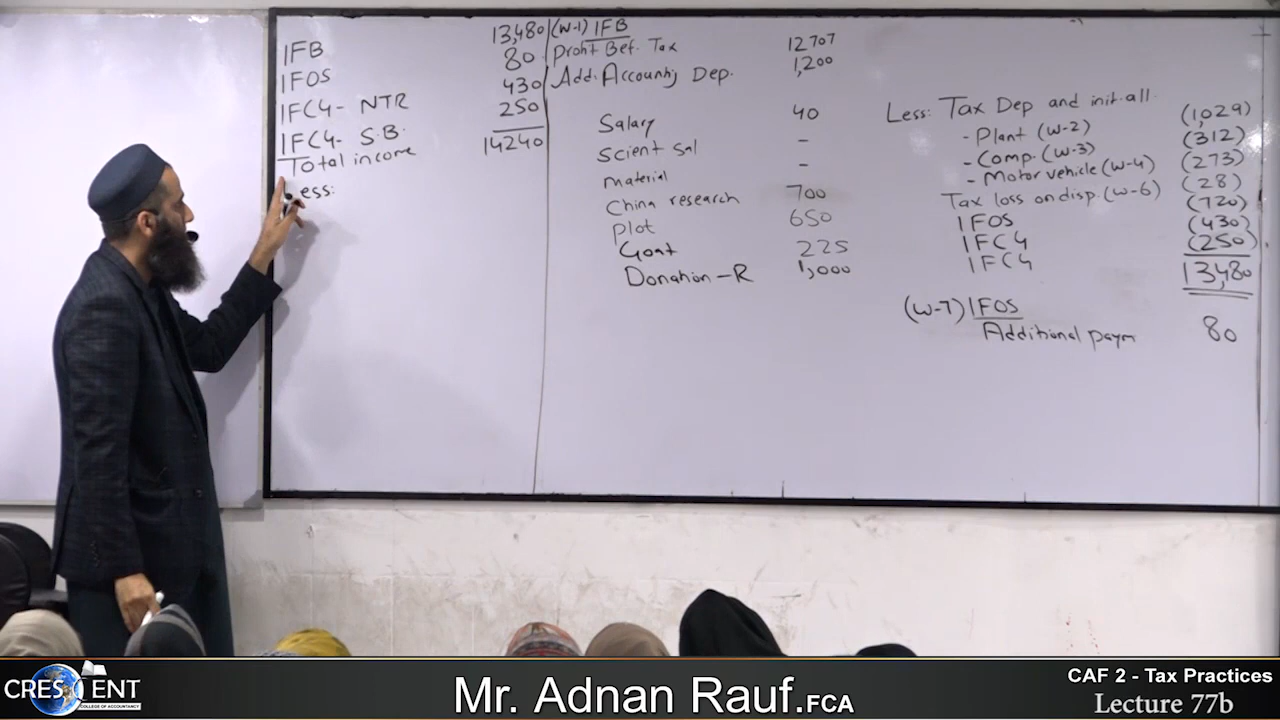 IFB 13,480
IFOS 80
IFC4 - NTR 430
IFC4 - S.B. 250
Total income 14240
Less:
(W-1) IFB
Profit Bef. Tax 12707
Add: Accounting Dep. 1,200
Salary 40
Scient Sal -
material -
China research 700
plot 650
Goat 225
Donation - R 1,000
Less: Tax Dep and init. all.
- Plant (W-2) (1,029)
- Comp. (W-3) (312)
- Motor vehicle (W-4) (273)
Tax loss on disp. (W-6) (28)
IFOS (720)
IFC4 (430)
IFC4 (250)
13,480
(W-7) IFOS
Additional paym 80
CRESCENT
COLLEGE OF ACCOUNTANCY
Mr. Adnan Rauf.FCA
CAF 2 - Tax Practices
Lecture 77b